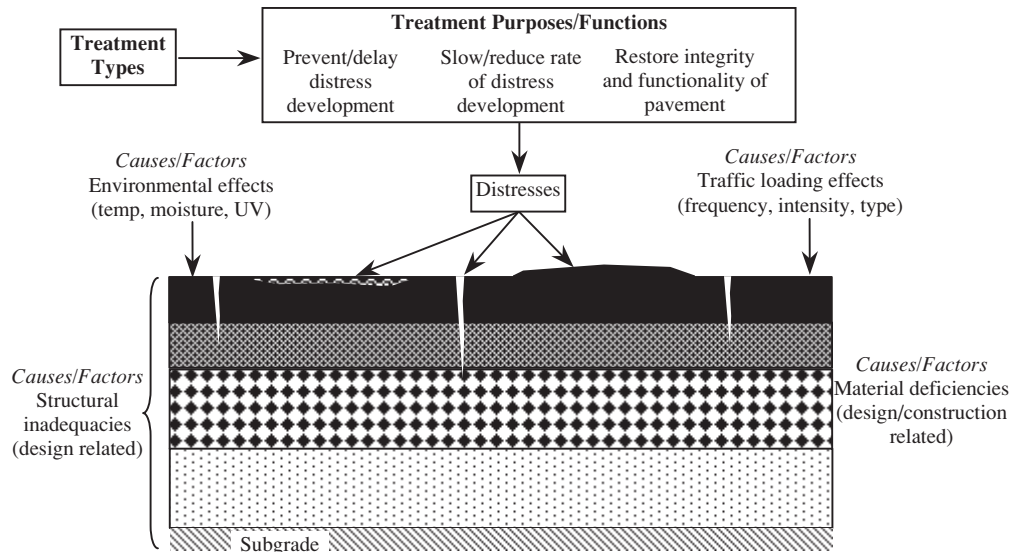 Treatment Purposes/Functions
Treatment
Types
Prevent/delay
distress
development
Slow/reduce rate
of distress
development
Restore integrity
and functionality of
pavement
Causes/Factors
Environmental effects
(temp, moisture, UV)
Distresses
Causes/Factors
Traffic loading effects
(frequency, intensity, type)
Causes/Factors
Structural
inadequacies
(design related)
Causes/Factors
Material deficiencies
(design/construction
related)
Subgrade